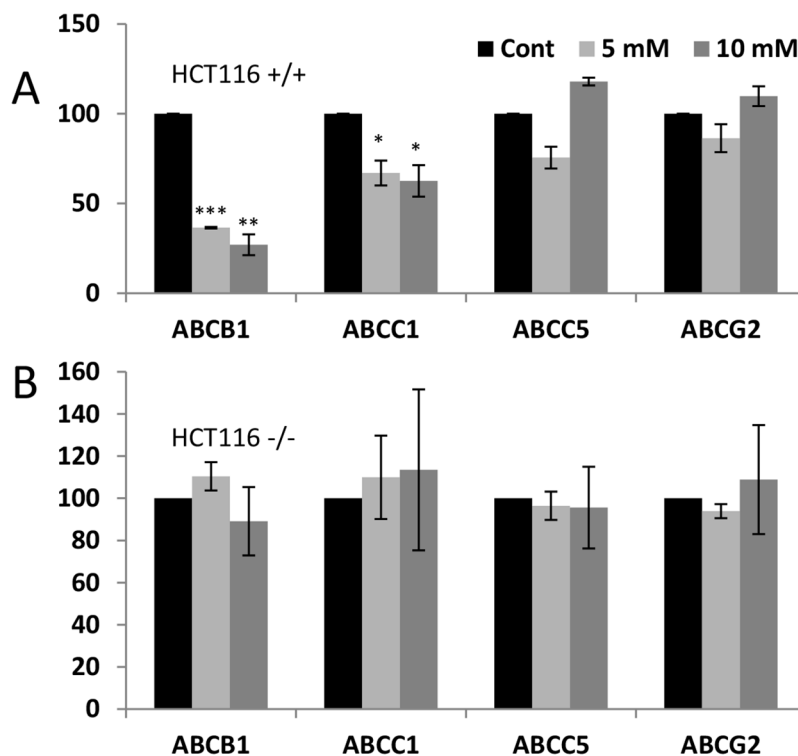 A
HCT116 +/+
Cont 5 mM 10 mM
150
100
50
0
*** ** * *
ABCB1 ABCC1 ABCC5 ABCG2
B
HCT116 -/-
160
140
120
100
80
60
40
20
0
ABCB1 ABCC1 ABCC5 ABCG2